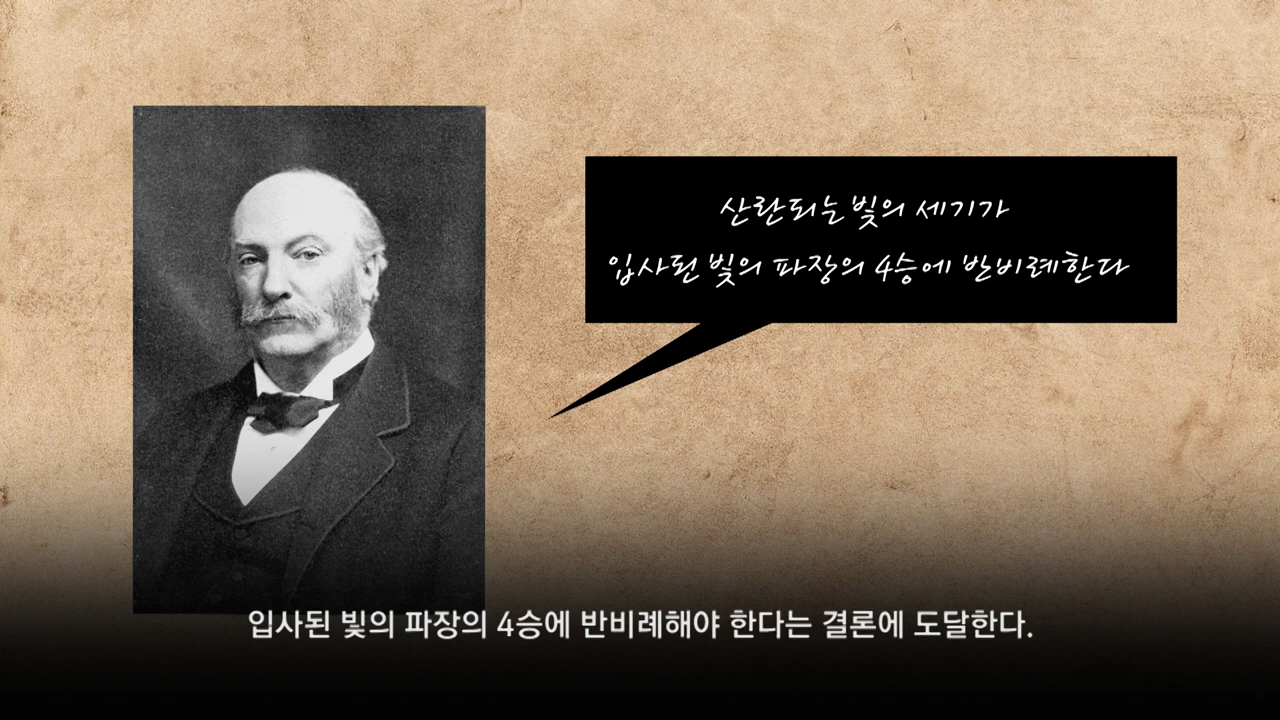 산란되는 빛의 세기가
입사된 빛의 파장의 4승에 반비례한다
입사된 빛의 파장의 4승에 반비례해야 한다는 결론에 도달한다.